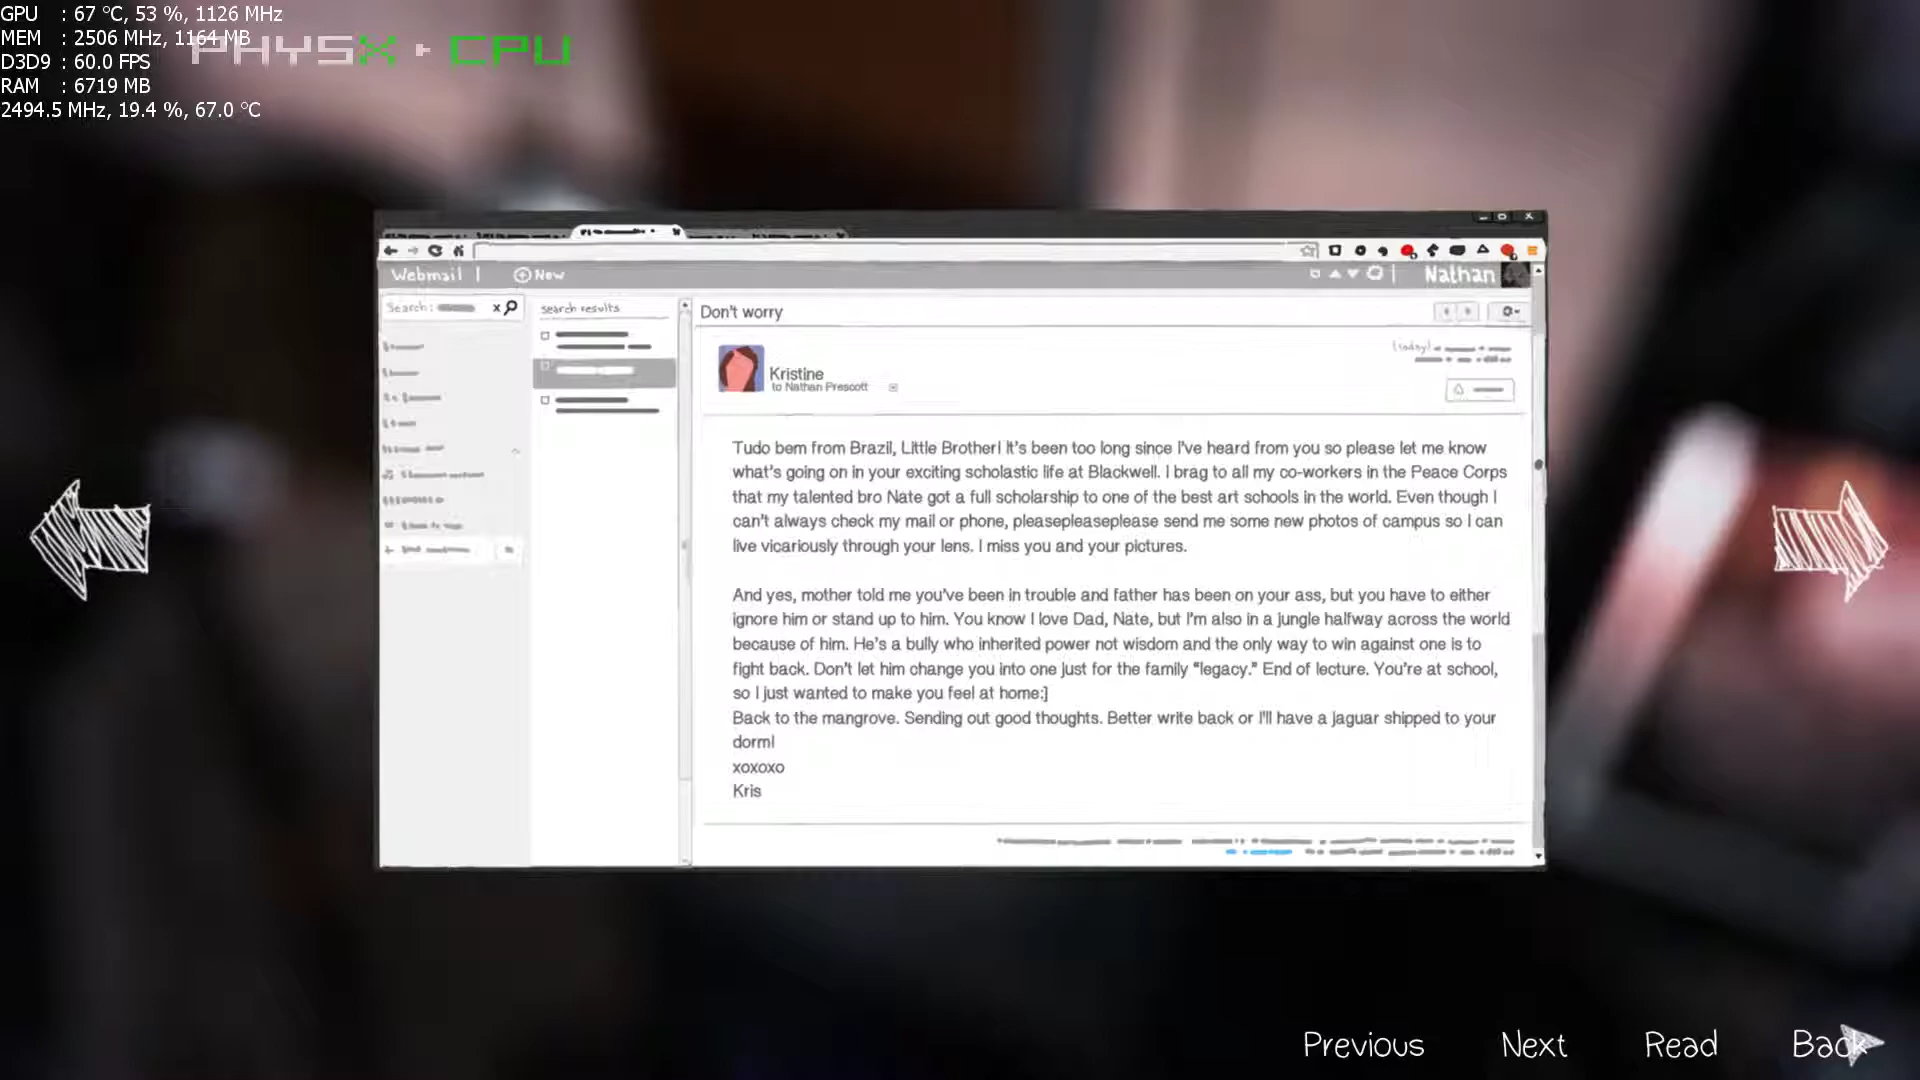 GPU : 67 °C, 53 %, 1126 MHz
MEM : 2506 MHz, 1164 MB
D3D9 : 60.0 FPS
RAM : 6719 MB
2494.5 MHz, 19.4 %, 67.0 °C
PHYSX ▸ CPU
Webmail | + New
Nathan
Search: x
search results
Don't worry
(today)
Kristine
to Nathan Prescott
Tudo bem from Brazil, Little Brother! It's been too long since I've heard from you so please let me know
what's going on in your exciting scholastic life at Blackwell. I brag to all my co-workers in the Peace Corps
that my talented bro Nate got a full scholarship to one of the best art schools in the world. Even though I
can't always check my mail or phone, pleasepleaseplease send me some new photos of campus so I can
live vicariously through your lens. I miss you and your pictures.
And yes, mother told me you've been in trouble and father has been on your ass, but you have to either
ignore him or stand up to him. You know I love Dad, Nate, but I'm also in a jungle halfway across the world
because of him. He's a bully who inherited power not wisdom and the only way to win against one is to
fight back. Don't let him change you into one just for the family "legacy." End of lecture. You're at school,
so I just wanted to make you feel at home:]
Back to the mangrove. Sending out good thoughts. Better write back or I'll have a jaguar shipped to your
dorm!
xoxoxo
Kris
Previous Next Read Back